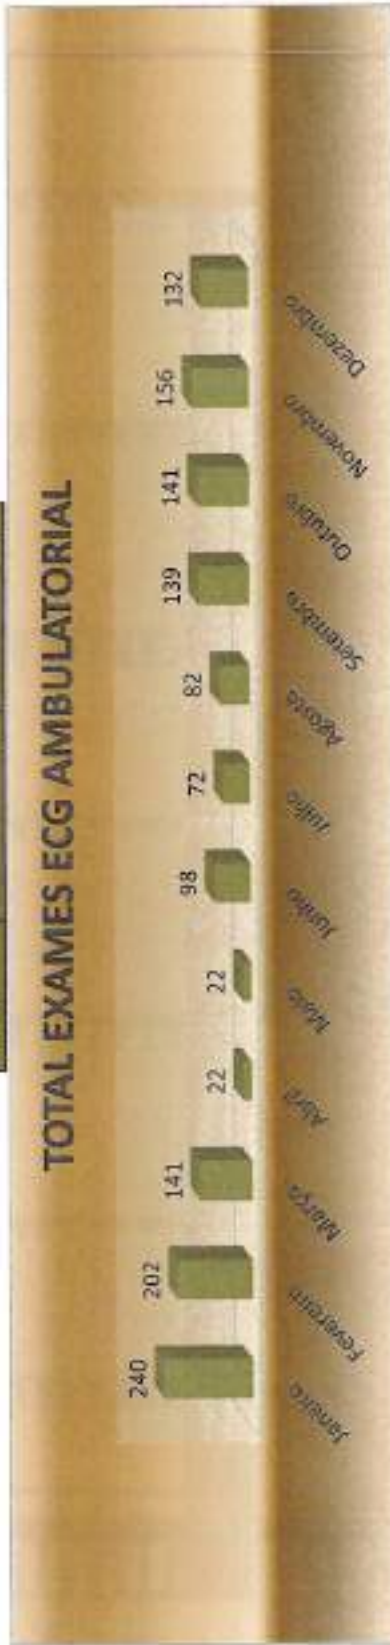 TOTAL EXAMES ECG AMBULATORIAL
240
202
141
22
22
98
72
82
139
141
156
132
Janeiro
Fevereiro
Março
Abril
Maio
Junho
Julho
Agosto
Setembro
Outubro
Novembro
Dezembro